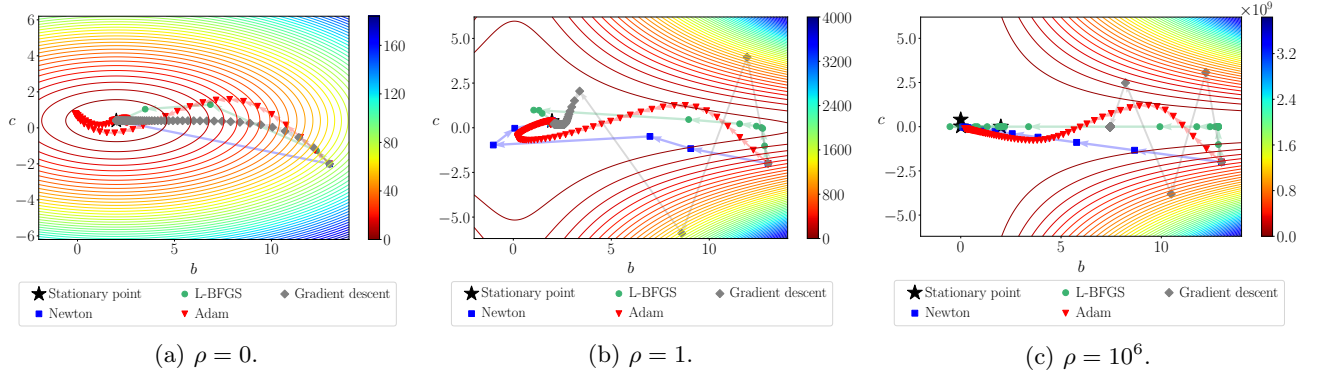 ×10⁹
6
4
2
c 0
−2
−4
−6
0 5 10
b
160
120
80
40
0
5.0
2.5
c 0.0
−2.5
−5.0
0 5 10
b
4000
3200
2400
1600
800
0
5.0
2.5
c 0.0
−2.5
−5.0
0 5 10
b
3.2
2.4
1.6
0.8
0.0
Stationary point L-BFGS Gradient descent
Newton Adam
Stationary point L-BFGS Gradient descent
Newton Adam
Stationary point L-BFGS Gradient descent
Newton Adam
(a) ρ = 0.
(b) ρ = 1.
(c) ρ = 10⁶.